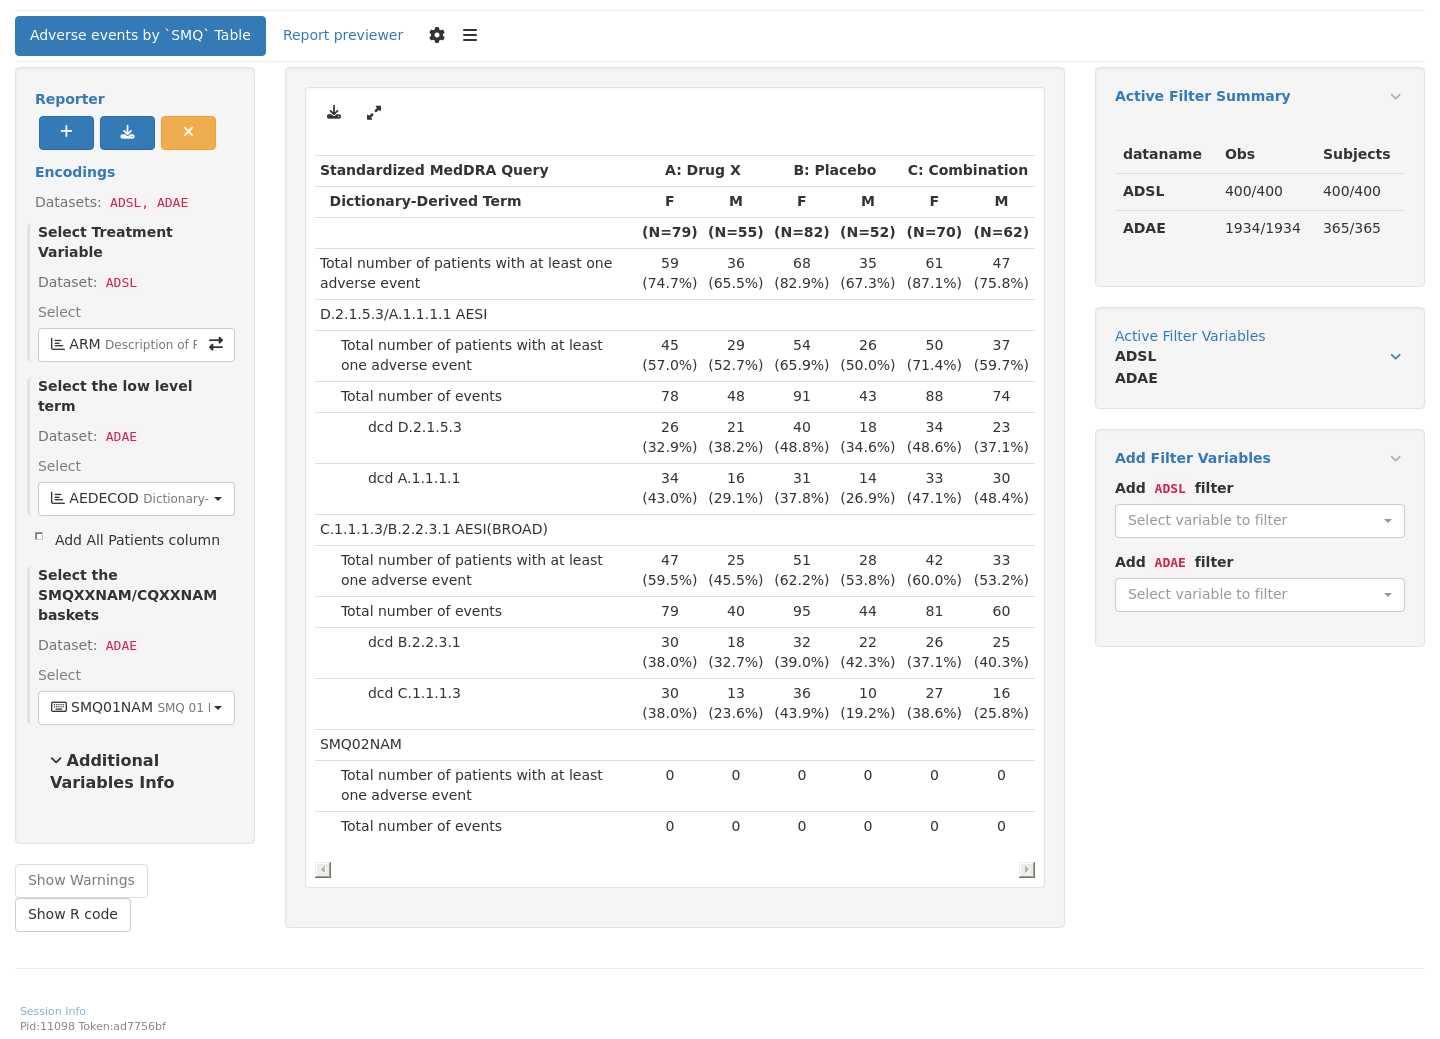 Adverse events by `SMQ` Table
Report previewer
Reporter
Encodings
Datasets: ADSL, ADAE
Select Treatment
Variable
Dataset: ADSL
Select
ARM Description of
Select the low level
term
Dataset: ADAE
Select
AEDECOD Dictionary-
Add All Patients column
Select the
SMQXXNAM/CQXXNAM
baskets
Dataset: ADAE
Select
SMQ01NAM SMQ 01
Additional
Variables Info
Show Warnings
Show R code
Standardized MedDRA Query A: Drug X B: Placebo C: Combination
Dictionary-Derived Term F M F M F M
(N=79) (N=55) (N=82) (N=52) (N=70) (N=62)
Total number of patients with at least one 59 36 68 35 61 47
adverse event (74.7%) (65.5%) (82.9%) (67.3%) (87.1%) (75.8%)
D.2.1.5.3/A.1.1.1.1 AESI
Total number of patients with at least 45 29 54 26 50 37
one adverse event (57.0%) (52.7%) (65.9%) (50.0%) (71.4%) (59.7%)
Total number of events 78 48 91 43 88 74
dcd D.2.1.5.3 26 21 40 18 34 23
(32.9%) (38.2%) (48.8%) (34.6%) (48.6%) (37.1%)
dcd A.1.1.1.1 34 16 31 14 33 30
(43.0%) (29.1%) (37.8%) (26.9%) (47.1%) (48.4%)
C.1.1.1.3/B.2.2.3.1 AESI(BROAD)
Total number of patients with at least 47 25 51 28 42 33
one adverse event (59.5%) (45.5%) (62.2%) (53.8%) (60.0%) (53.2%)
Total number of events 79 40 95 44 81 60
dcd B.2.2.3.1 30 18 32 22 26 25
(38.0%) (32.7%) (39.0%) (42.3%) (37.1%) (40.3%)
dcd C.1.1.1.3 30 13 36 10 27 16
(38.0%) (23.6%) (43.9%) (19.2%) (38.6%) (25.8%)
SMQ02NAM
Total number of patients with at least 0 0 0 0 0 0
one adverse event
Total number of events 0 0 0 0 0 0
Active Filter Summary
dataname Obs Subjects
ADSL 400/400 400/400
ADAE 1934/1934 365/365
Active Filter Variables
ADSL
ADAE
Add Filter Variables
Add ADSL filter
Select variable to filter
Add ADAE filter
Select variable to filter
Session Info
Pid:11098 Token:ad7756bf